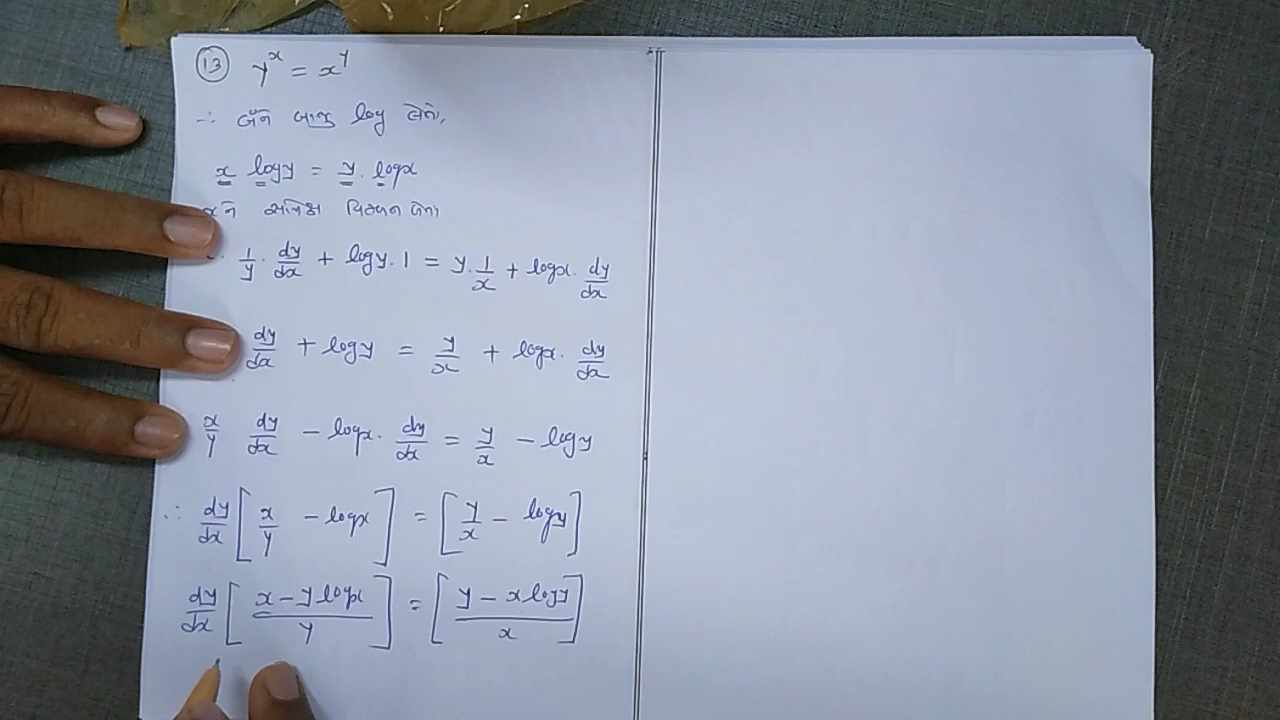 (13) y^x = x^y
∴ બંને બાજુ log લેતાં,
x log y = y . log x
x ને સાપેક્ષ વિકલન લેતાં
1/y . dy/dx + log y . 1 = y . 1/x + log x . dy/dx
dy/dx + log y = y/x + log x . dy/dx
x/y dy/dx - log x . dy/dx = y/x - log y
∴ dy/dx [ x/y - log x ] = [ y/x - log y ]
dy/dx [ (x - y log x)/y ] = [ (y - x log y)/x ]